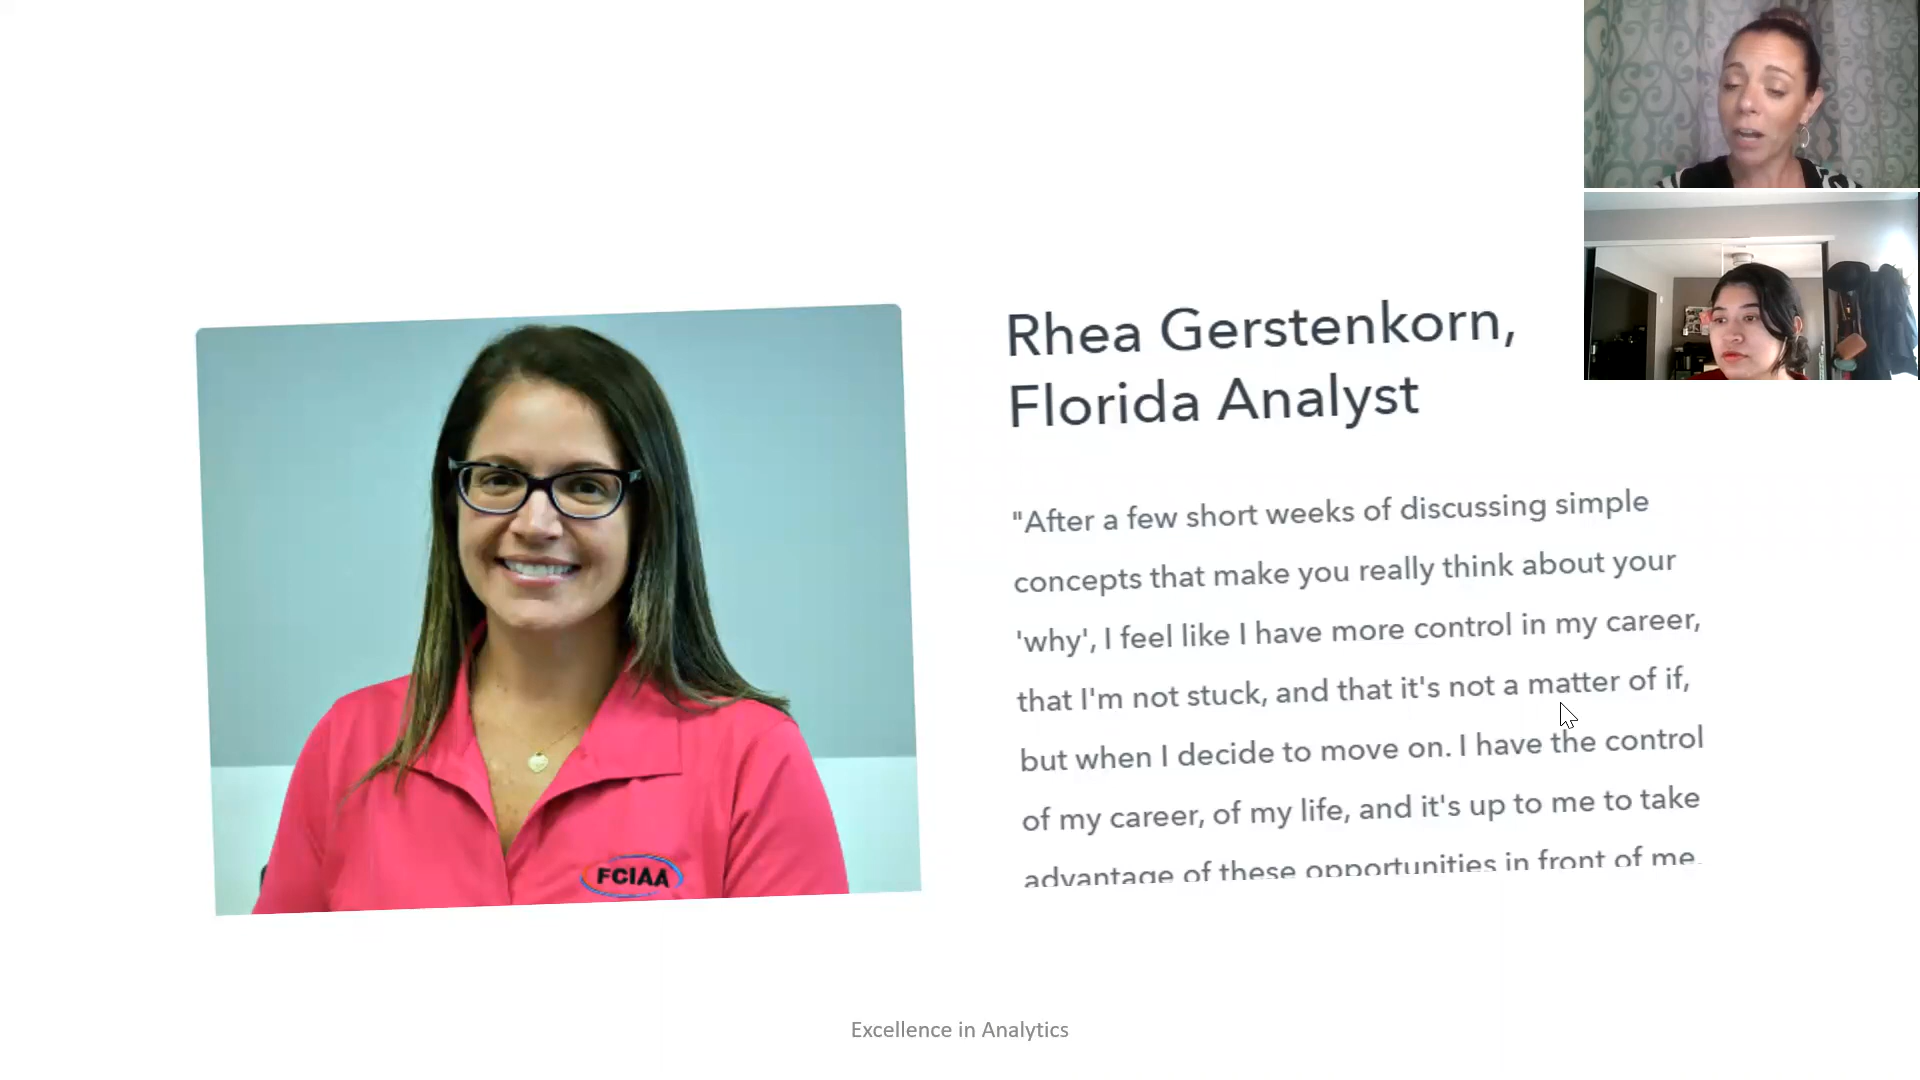 Rhea Gerstenkorn,
Florida Analyst
"After a few short weeks of discussing simple
concepts that make you really think about your
'why', I feel like I have more control in my career,
that I'm not stuck, and that it's not a matter of if,
but when I decide to move on. I have the control
of my career, of my life, and it's up to me to take
advantage of these opportunities in front of me.
FCIAA
Excellence in Analytics